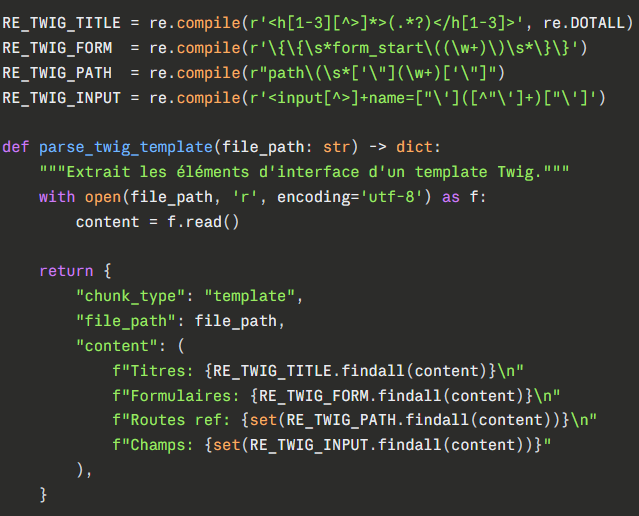 RE_TWIG_TITLE = re.compile(r'<h[1-3][^>]*>(.*?)</h[1-3]>', re.DOTALL)
RE_TWIG_FORM  = re.compile(r'\{\{\s*form_start\((\w+)\)\s*\}\}')
RE_TWIG_PATH  = re.compile(r"path\(\s*['\"](\w+)['\"]")
RE_TWIG_INPUT = re.compile(r'<input[^>]+name=["\']([^"\']+)["\']')

def parse_twig_template(file_path: str) -> dict:
    """Extrait les éléments d'interface d'un template Twig."""
    with open(file_path, 'r', encoding='utf-8') as f:
        content = f.read()

    return {
        "chunk_type": "template",
        "file_path": file_path,
        "content": (
            f"Titres: {RE_TWIG_TITLE.findall(content)}\n"
            f"Formulaires: {RE_TWIG_FORM.findall(content)}\n"
            f"Routes ref: {set(RE_TWIG_PATH.findall(content))}\n"
            f"Champs: {set(RE_TWIG_INPUT.findall(content))}"
        ),
    }